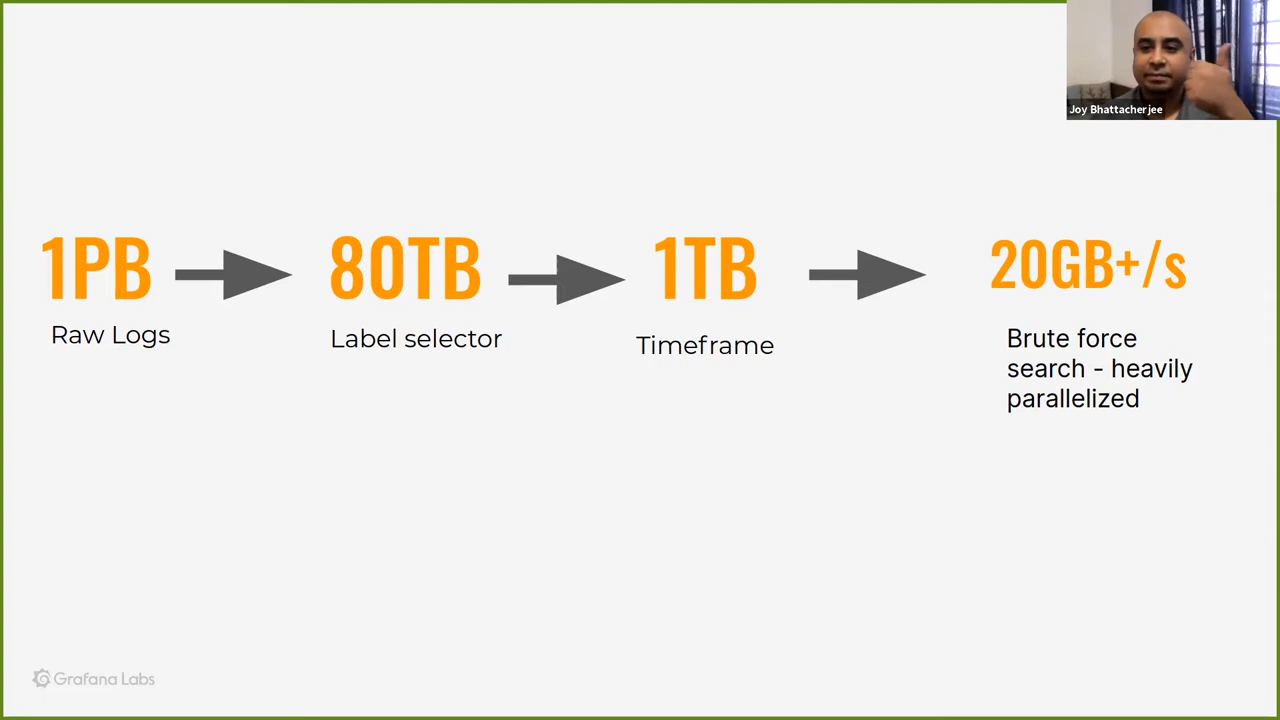 Joy Bhattacherjee
1PB
Raw Logs
80TB
Label selector
1TB
Timeframe
20GB+/s
Brute force
search - heavily
parallelized
Grafana Labs